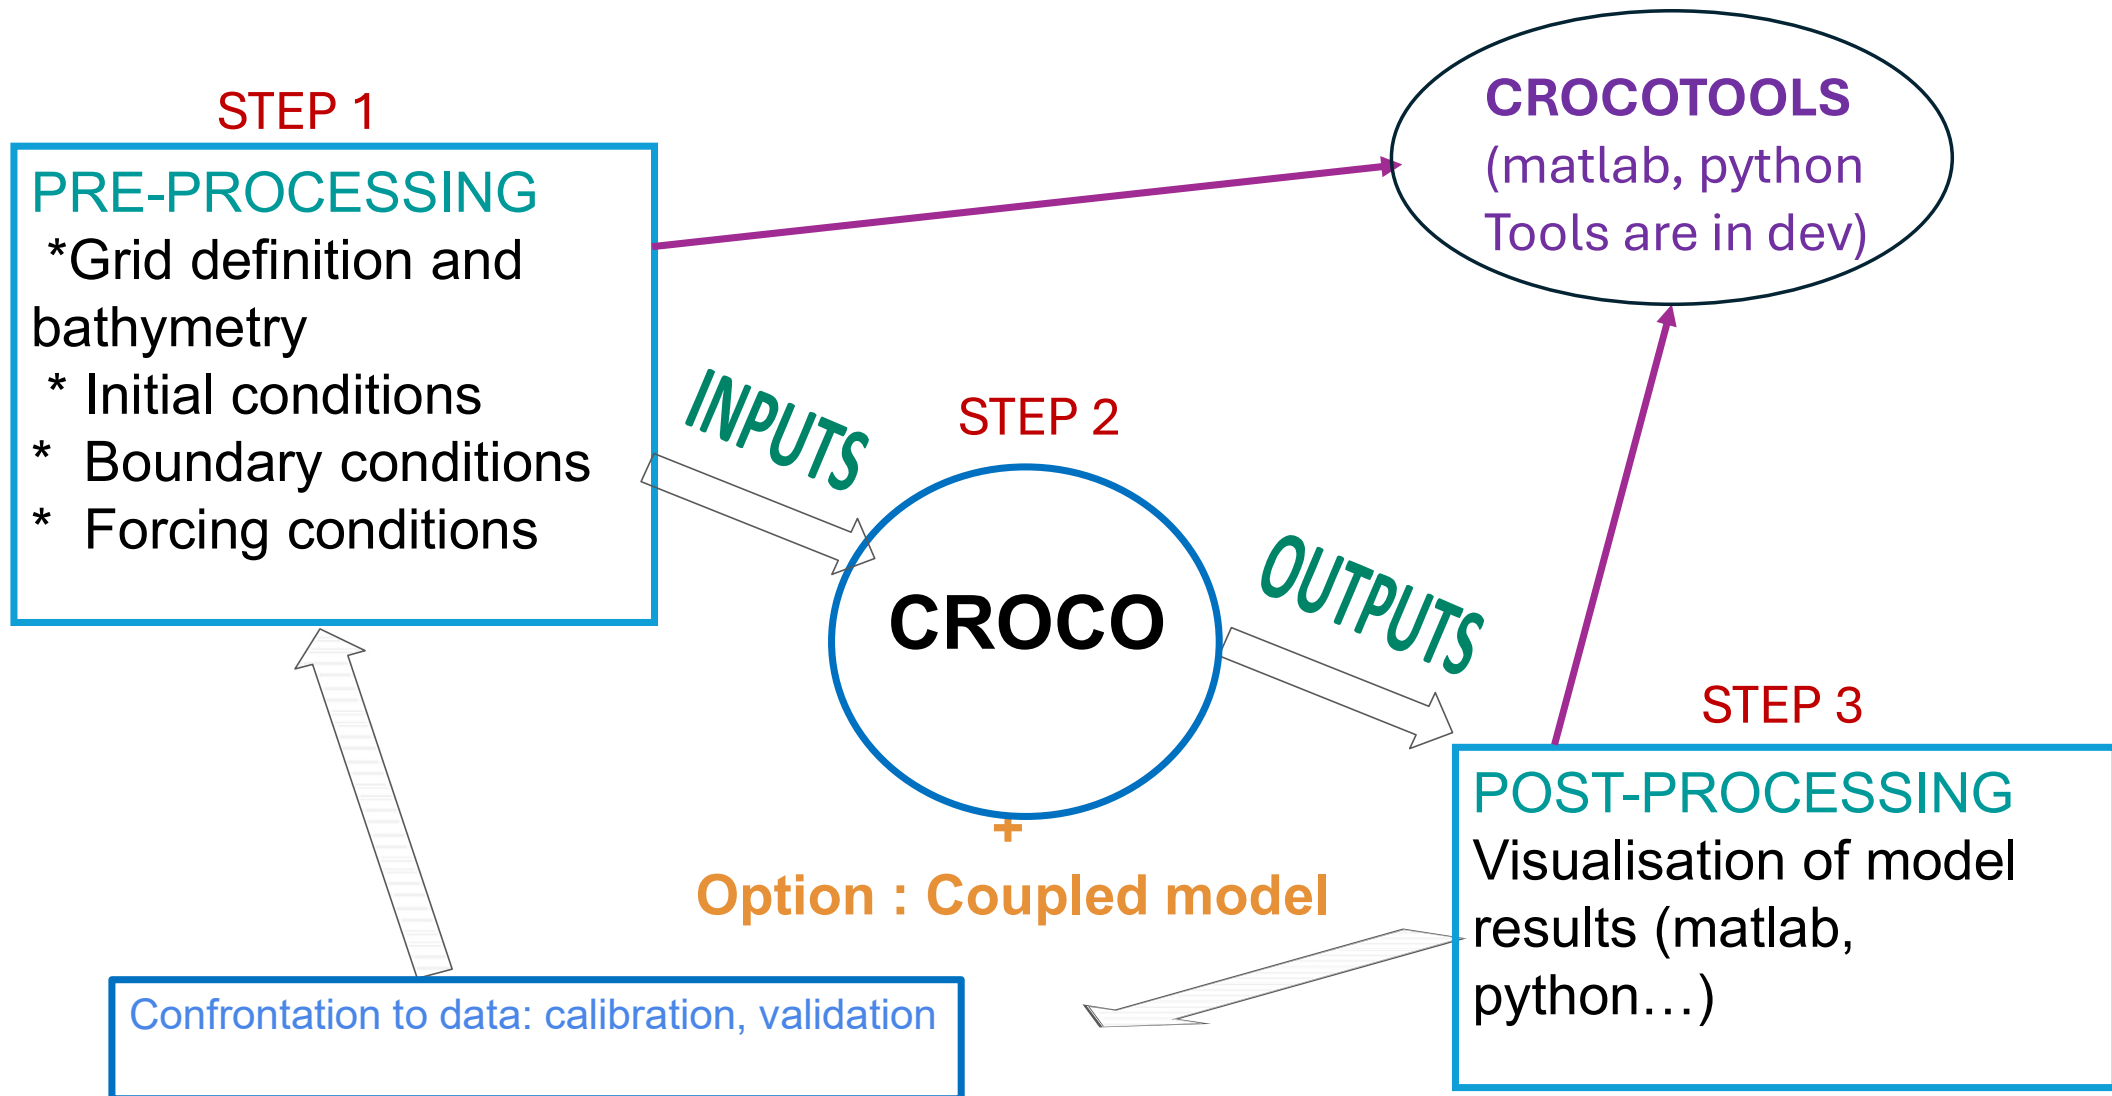 STEP 1
PRE-PROCESSING
*Grid definition and
bathymetry
* Initial conditions
* Boundary conditions
* Forcing conditions
CROCOTOOLS
(matlab, python
Tools are in dev)
INPUTS
STEP 2
CROCO
OUTPUTS
+
Option : Coupled model
STEP 3
POST-PROCESSING
Visualisation of model
results (matlab,
python…)
Confrontation to data: calibration, validation